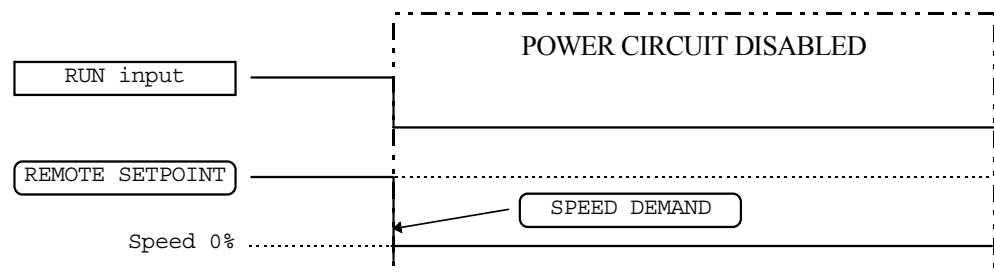 POWER CIRCUIT DISABLED
RUN input
REMOTE SETPOINT
SPEED DEMAND
Speed 0%